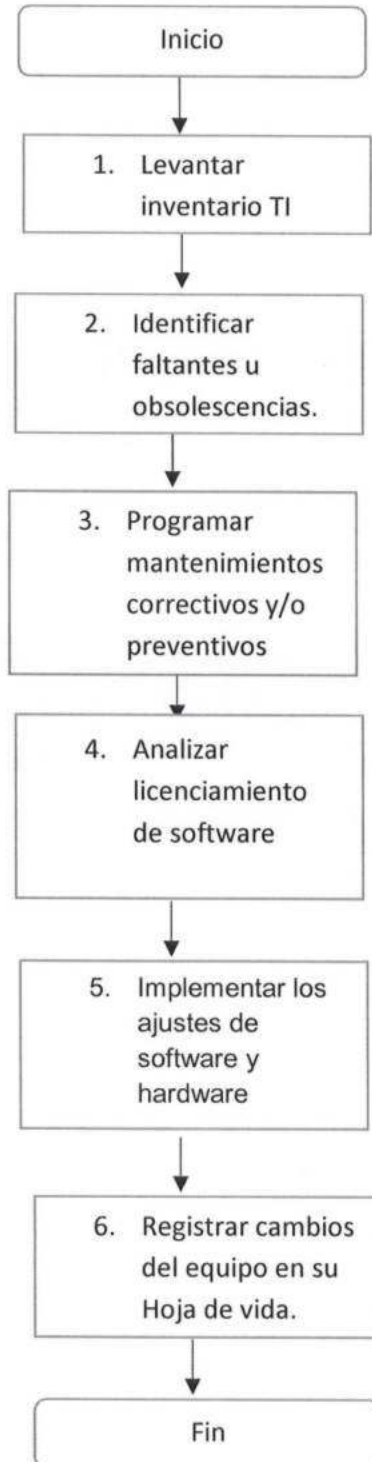 Inicio
1. Levantar
inventario TI
2. Identificar
faltantes u
obsolescencias.
3. Programar
mantenimientos
correctivos y/o
preventivos
4. Analizar
licenciamiento
de software
5. Implementar los
ajustes de
software y
hardware
6. Registrar cambios
del equipo en su
Hoja de vida.
Fin